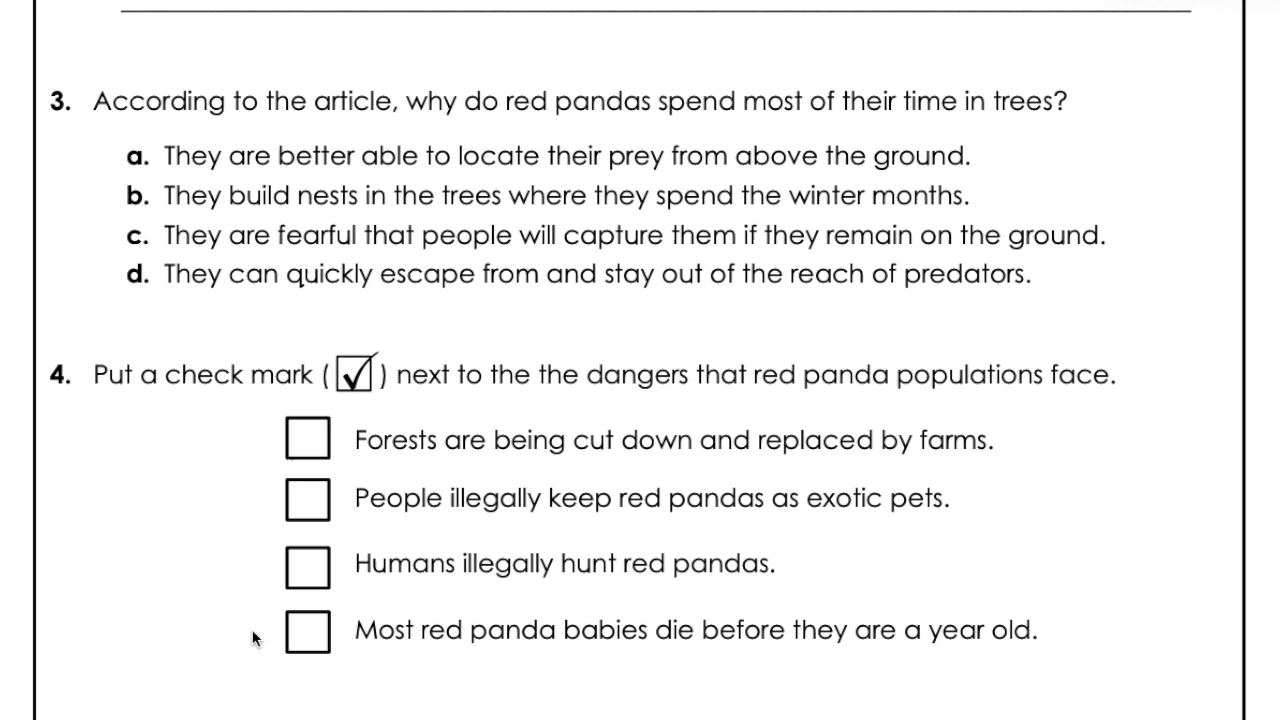 3. According to the article, why do red pandas spend most of their time in trees?
a. They are better able to locate their prey from above the ground.
b. They build nests in the trees where they spend the winter months.
c. They are fearful that people will capture them if they remain on the ground.
d. They can quickly escape from and stay out of the reach of predators.
4. Put a check mark (☑) next to the the dangers that red panda populations face.
Forests are being cut down and replaced by farms.
People illegally keep red pandas as exotic pets.
Humans illegally hunt red pandas.
Most red panda babies die before they are a year old.